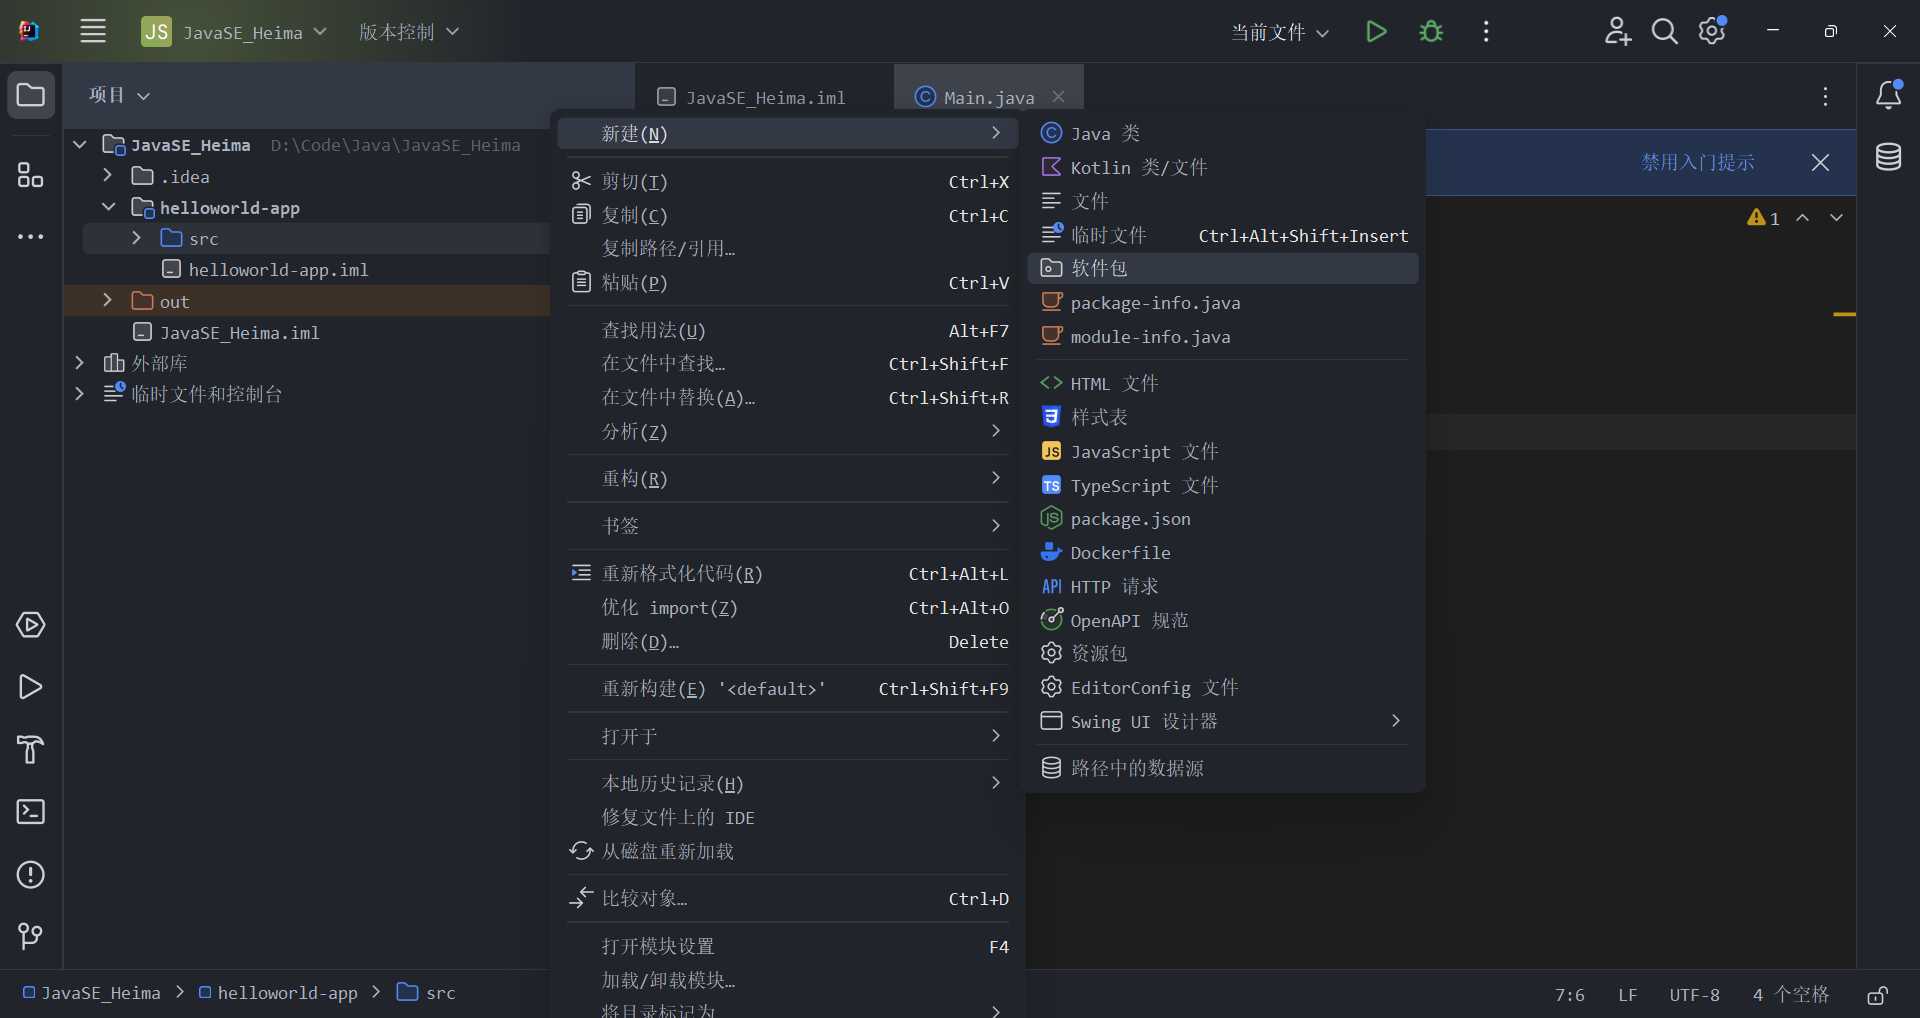 JS JavaSE_Heima 版本控制 当前文件
项目
JavaSE_Heima.iml Main.java
JavaSE_Heima D:\Code\Java\JavaSE_Heima
.idea
helloworld-app
src
helloworld-app.iml
out
JavaSE_Heima.iml
外部库
临时文件和控制台
新建(N)
剪切(T) Ctrl+X
复制(C) Ctrl+C
复制路径/引用…
粘贴(P) Ctrl+V
查找用法(U) Alt+F7
在文件中查找… Ctrl+Shift+F
在文件中替换(A)… Ctrl+Shift+R
分析(Z)
重构(R)
书签
重新格式化代码(R) Ctrl+Alt+L
优化 import(Z) Ctrl+Alt+O
删除(D)… Delete
重新构建(E) '<default>' Ctrl+Shift+F9
打开于
本地历史记录(H)
修复文件上的 IDE
从磁盘重新加载
比较对象… Ctrl+D
打开模块设置 F4
加载/卸载模块…
将目录标记为
Java 类
Kotlin 类/文件
文件
临时文件 Ctrl+Alt+Shift+Insert
软件包
package-info.java
module-info.java
HTML 文件
样式表
JS JavaScript 文件
TS TypeScript 文件
package.json
Dockerfile
API HTTP 请求
OpenAPI 规范
资源包
EditorConfig 文件
Swing UI 设计器
路径中的数据源
禁用入门提示
1
JavaSE_Heima helloworld-app src
7:6 LF UTF-8 4 个空格